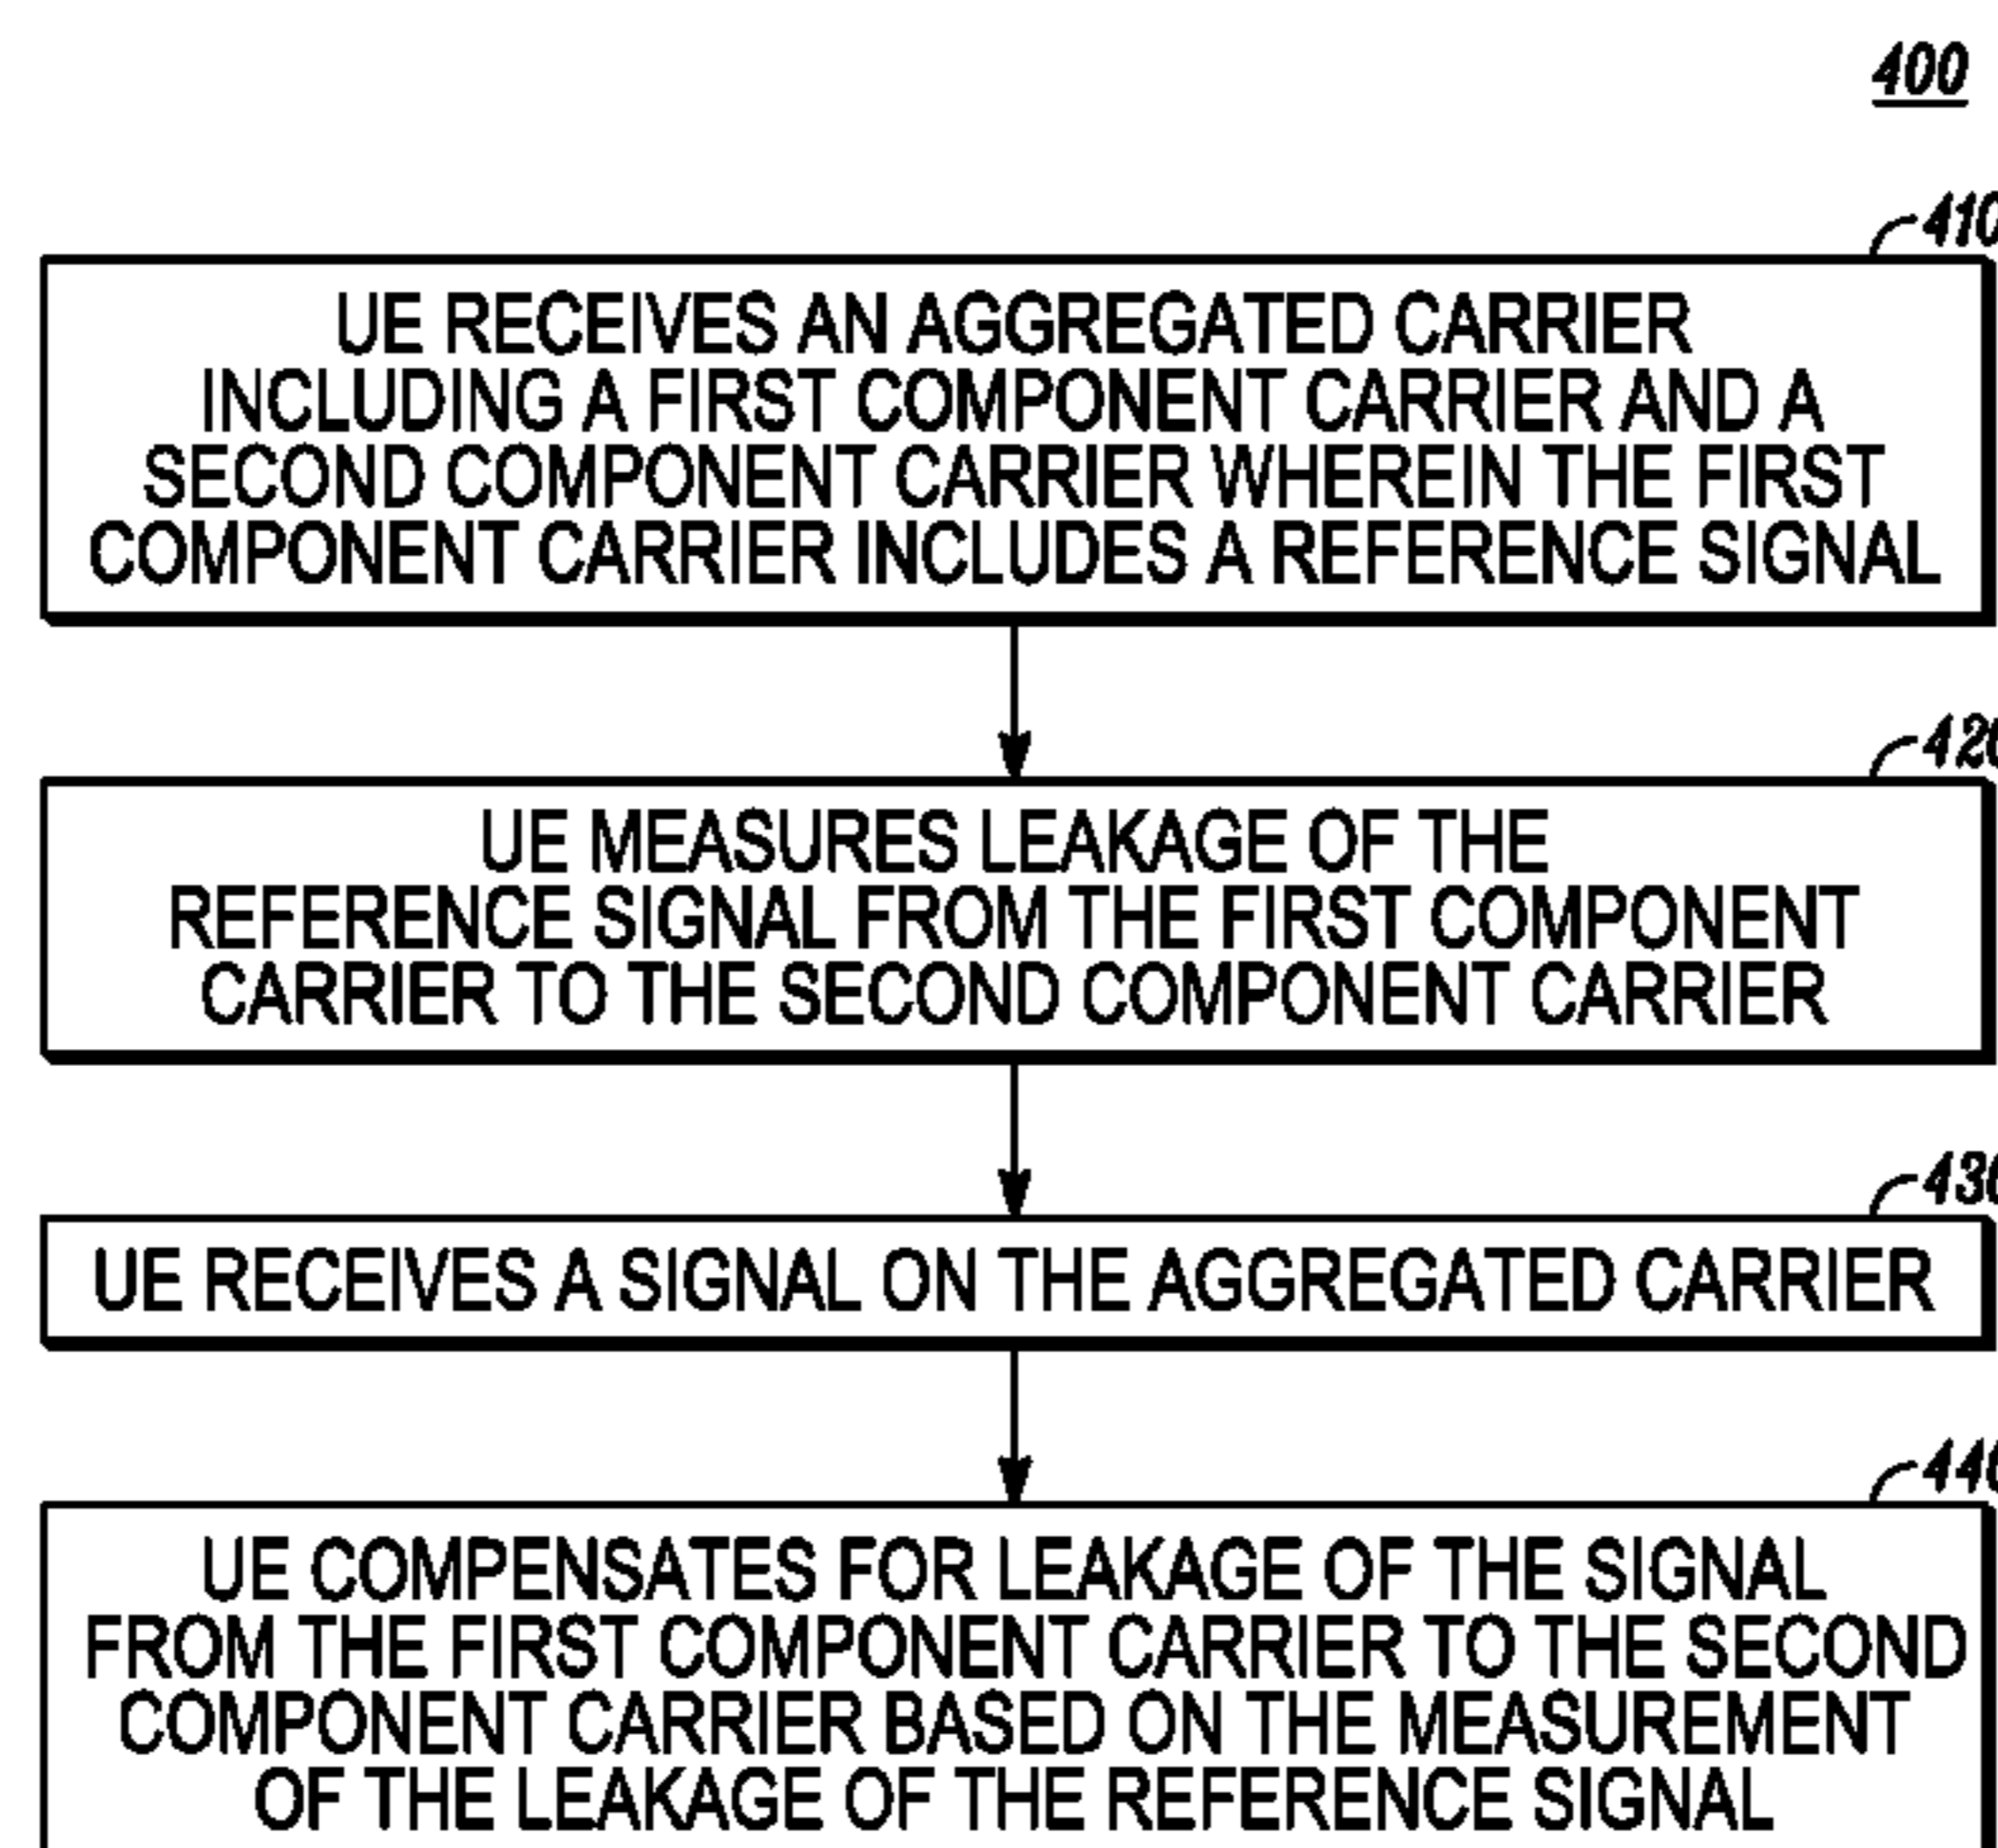 400
410
UE RECEIVES AN AGGREGATED CARRIER
INCLUDING A FIRST COMPONENT CARRIER AND A
SECOND COMPONENT CARRIER WHEREIN THE FIRST
COMPONENT CARRIER INCLUDES A REFERENCE SIGNAL
420
UE MEASURES LEAKAGE OF THE
REFERENCE SIGNAL FROM THE FIRST COMPONENT
CARRIER TO THE SECOND COMPONENT CARRIER
430
UE RECEIVES A SIGNAL ON THE AGGREGATED CARRIER
440
UE COMPENSATES FOR LEAKAGE OF THE SIGNAL
FROM THE FIRST COMPONENT CARRIER TO THE SECOND
COMPONENT CARRIER BASED ON THE MEASUREMENT
OF THE LEAKAGE OF THE REFERENCE SIGNAL